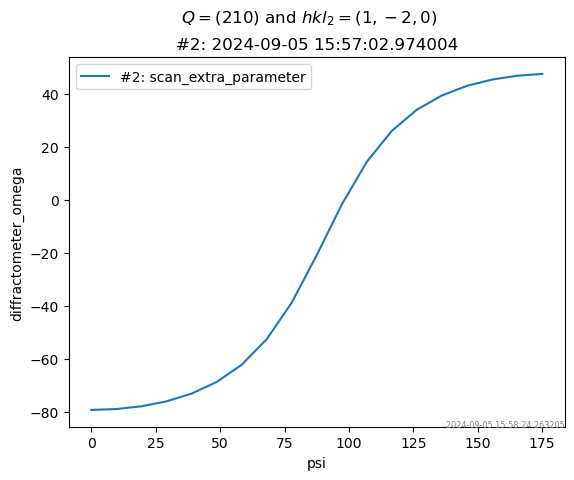 Q = (210) and hkl₂ = (1, −2, 0)
#2: 2024-09-05 15:57:02.974004
#2: scan_extra_parameter
diffractometer_omega
40
20
0
−20
−40
−60
−80
2024-09-05 15:58:24.263205
0 25 50 75 100 125 150 175
psi